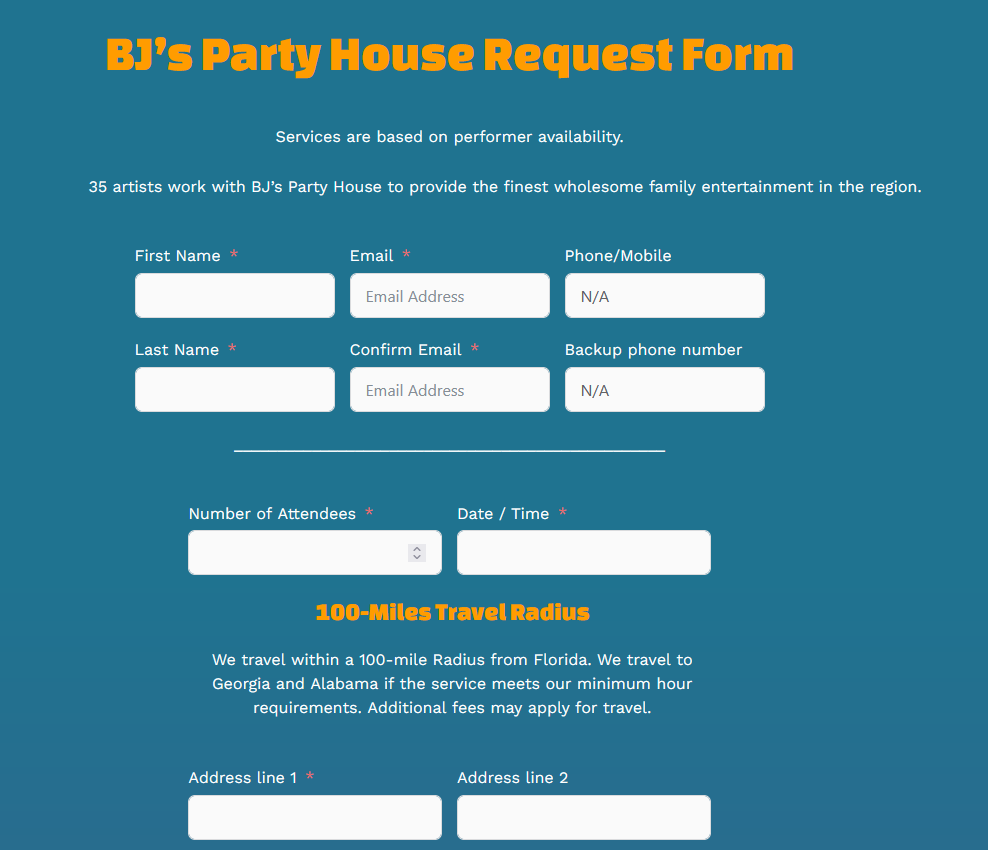 BJ’s Party House Request Form
Services are based on performer availability.
35 artists work with BJ’s Party House to provide the finest wholesome family entertainment in the region.
First Name * Email * Phone/Mobile
Email Address N/A
Last Name * Confirm Email * Backup phone number
Email Address N/A
Number of Attendees * Date / Time *
100-Miles Travel Radius
We travel within a 100-mile Radius from Florida. We travel to
Georgia and Alabama if the service meets our minimum hour
requirements. Additional fees may apply for travel.
Address line 1 * Address line 2